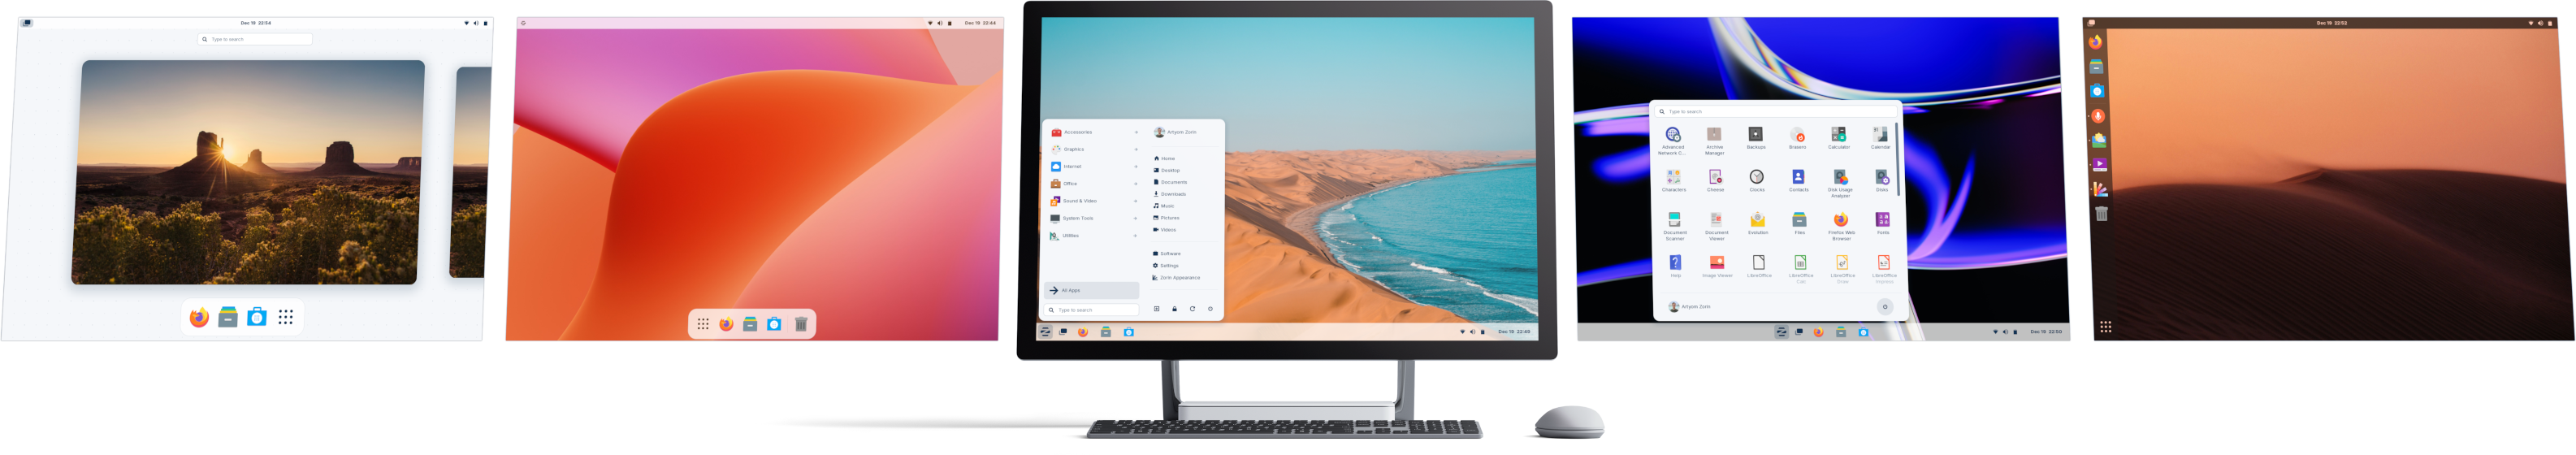 Dec 19 22:54
Type to search
Dec 19 22:44
Accessories
Graphics
Internet
Office
Sound & Video
System Tools
Utilities
All Apps
Type to search
Artyom Zorin
Home
Desktop
Documents
Downloads
Music
Pictures
Videos
Software
Settings
Zorin Appearance
Dec 19 22:49
Type to search
Advanced Network C...
Archive Manager
Backups
Brasero
Calculator
Calendar
Characters
Cheese
Clocks
Contacts
Disk Usage Analyzer
Disks
Document Scanner
Document Viewer
Evolution
Files
Firefox Web Browser
Fonts
Help
Image Viewer
LibreOffice
LibreOffice Calc
LibreOffice Draw
LibreOffice Impress
Artyom Zorin
Dec 19 22:50
Dec 19 22:52